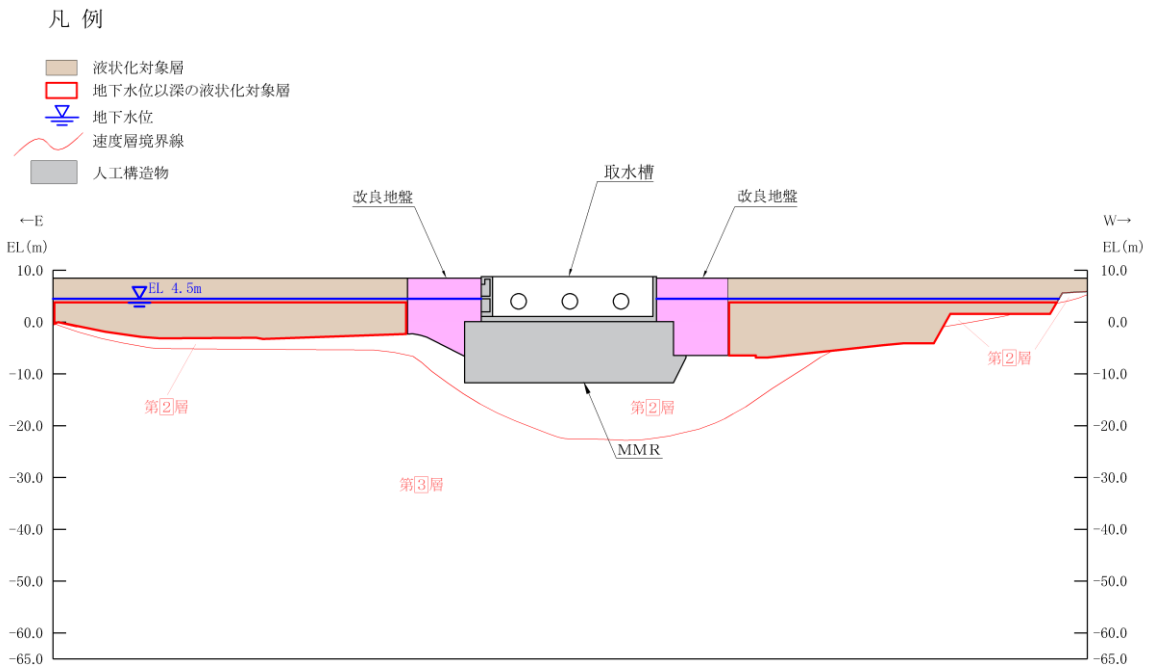 凡 例
液状化対象層
地下水位以深の液状化対象層
地下水位
速度層境界線
人工構造物
取水槽
改良地盤
改良地盤
←E
W→
EL(m)
EL(m)
10.0
10.0
EL 4.5m
0.0
0.0
第2層
-10.0
-10.0
第2層
第2層
-20.0
-20.0
MMR
第3層
-30.0
-30.0
-40.0
-40.0
-50.0
-50.0
-60.0
-60.0
-65.0
-65.0